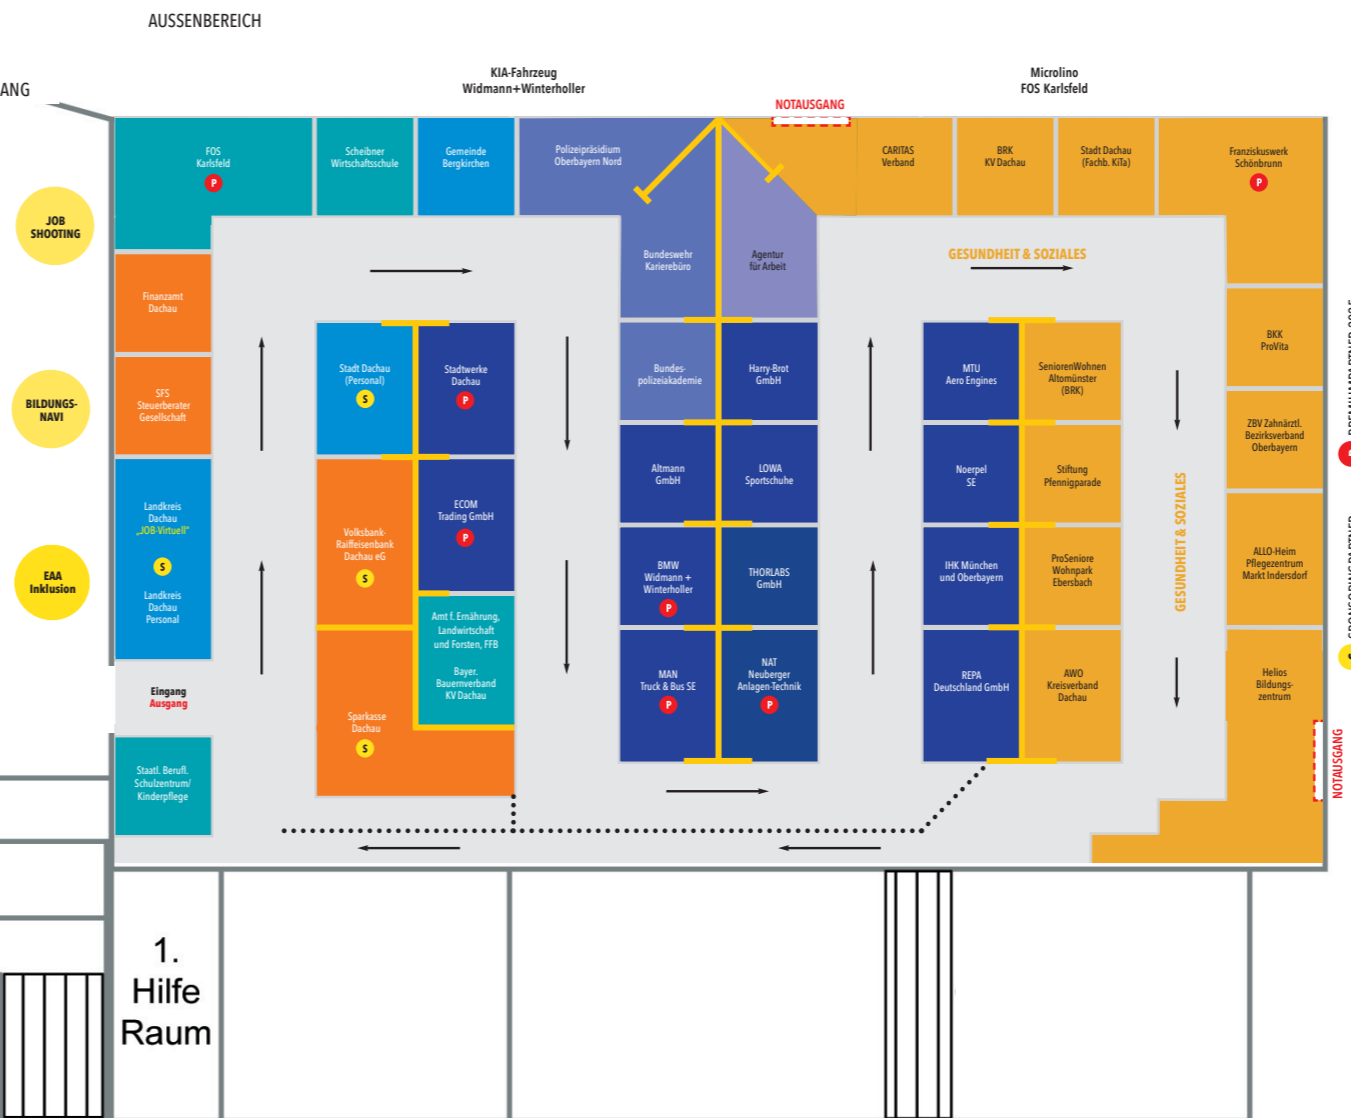 AUSSENBEREICH
ANG
KIA-Fahrzeug
Widmann+Winterholler
Microlino
FOS Karlsfeld
NOTAUSGANG
FOS
Karlsfeld
P
Scheibner
Wirtschaftsschule
Gemeinde
Bergkirchen
Polizeipräsidium
Oberbayern Nord
CARITAS
Verband
BRK
KV Dachau
Stadt Dachau
(Fachb. KiTa)
Franziskuswerk
Schönbrunn
P
JOB
SHOOTING
Bundeswehr
Karierebüro
Agentur
für Arbeit
GESUNDHEIT & SOZIALES
Finanzamt
Dachau
BKK
ProVita
Stadt Dachau
(Personal)
S
Stadtwerke
Dachau
P
Bundes-
polizeiakademie
Harry-Brot
GmbH
MTU
Aero Engines
SeniorenWohnen
Altomünster
(BRK)
BILDUNGS-
NAVI
SFS
Steuerberater
Gesellschaft
ZBV Zahnärztl.
Bezirksverband
Oberbayern
Altmann
GmbH
LOWA
Sportschuhe
Noerpel
SE
Stiftung
Pfennigparade
Landkreis
Dachau
„JOB-Virtuell"
S
Landkreis
Dachau
Personal
ECOM
Trading GmbH
P
Volksbank-
Raiffeisenbank
Dachau eG
S
GESUNDHEIT & SOZIALES
EAA
Inklusion
BMW
Widmann +
Winterholler
P
THORLABS
GmbH
IHK München
und Oberbayern
ProSeniore
Wohnpark
Ebersbach
ALLO-Heim
Pflegezentrum
Markt Indersdorf
Amt f. Ernährung,
Landwirtschaft
und Forsten, FFB
Bayer.
Bauernverband
KV Dachau
MAN
Truck & Bus SE
P
NAT
Neuberger
Anlagen-Technik
P
REPA
Deutschland GmbH
AWO
Kreisverband
Dachau
Helios
Bildungs-
zentrum
Eingang
Ausgang
Sparkasse
Dachau
S
NOTAUSGANG
Staatl. Berufl.
Schulzentrum/
Kinderpflege
1.
Hilfe
Raum